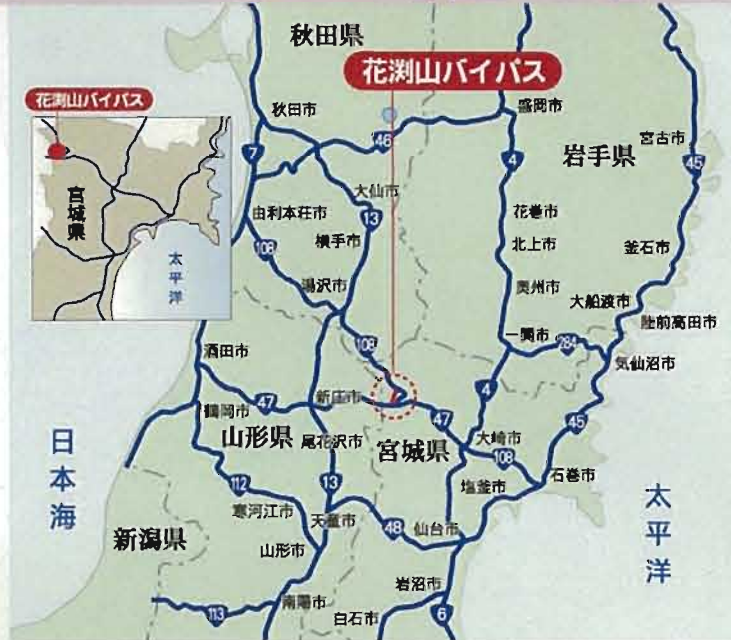 秋田県
花渕山バイパス
秋田市
盛岡市
46
7
4
岩手県
宮古市
45
大仙市
由利本荘市
13
花巻市
横手市
108
北上市
釜石市
湯沢市
奥州市
大船渡市
陸前高田市
一関市
284
108
気仙沼市
酒田市
新庄市
47
鶴岡市
4
47
45
山形県
尾花沢市
宮城県
大崎市
108
石巻市
日本海
太平洋
112
13
塩釜市
寒河江市
天童市
48
仙台市
新潟県
山形市
岩沼市
113
南陽市
白石市
6
花渕山バイパス
宮城県
太平洋